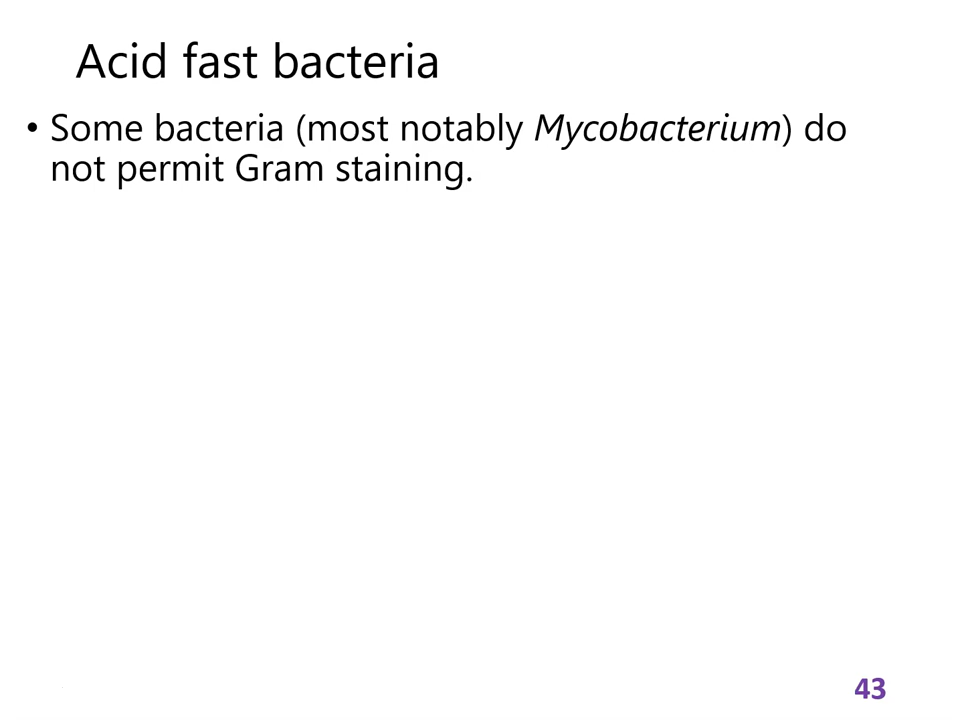 Acid fast bacteria
• Some bacteria (most notably Mycobacterium) do
not permit Gram staining.
43